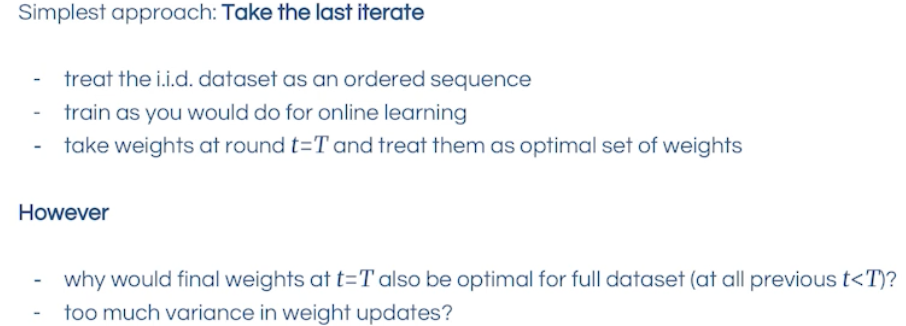 Simplest approach: Take the last iterate
- treat the i.i.d. dataset as an ordered sequence
- train as you would do for online learning
- take weights at round t=T and treat them as optimal set of weights
However
- why would final weights at t=T also be optimal for full dataset (at all previous t<T)?
- too much variance in weight updates?